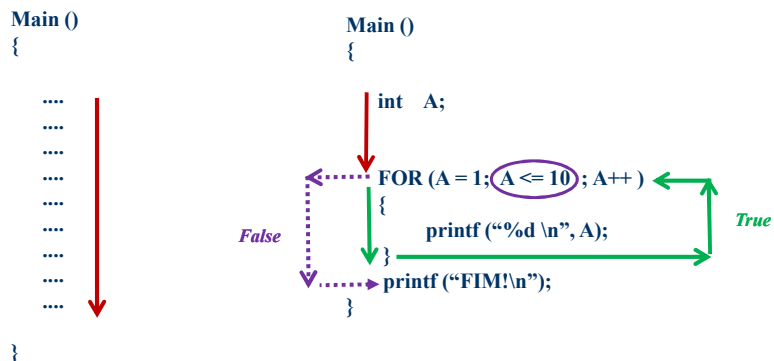 Main ()
{
....
....
....
....
....
....
....
....
....
}
Main ()
{
int A;
FOR (A = 1; A <= 10 ; A++ )
{
printf (“%d \n”, A);
}
printf (“FIM!\n”);
}
False
True